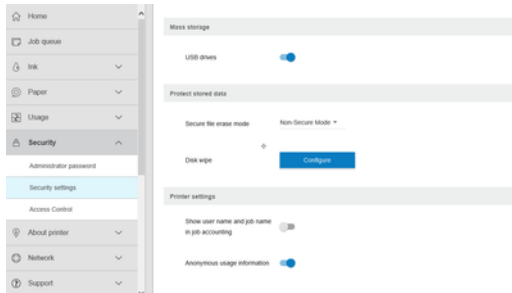 Home
Job queue
Ink
Paper
Usage
Security
Administrator password
Security settings
Access Control
About printer
Network
Support
Mass storage
USB drives
Protect stored data
Secure file erase mode
Non-Secure Mode
Disk wipe
Configure
Printer settings
Show user name and job name
in job accounting
Anonymous usage information